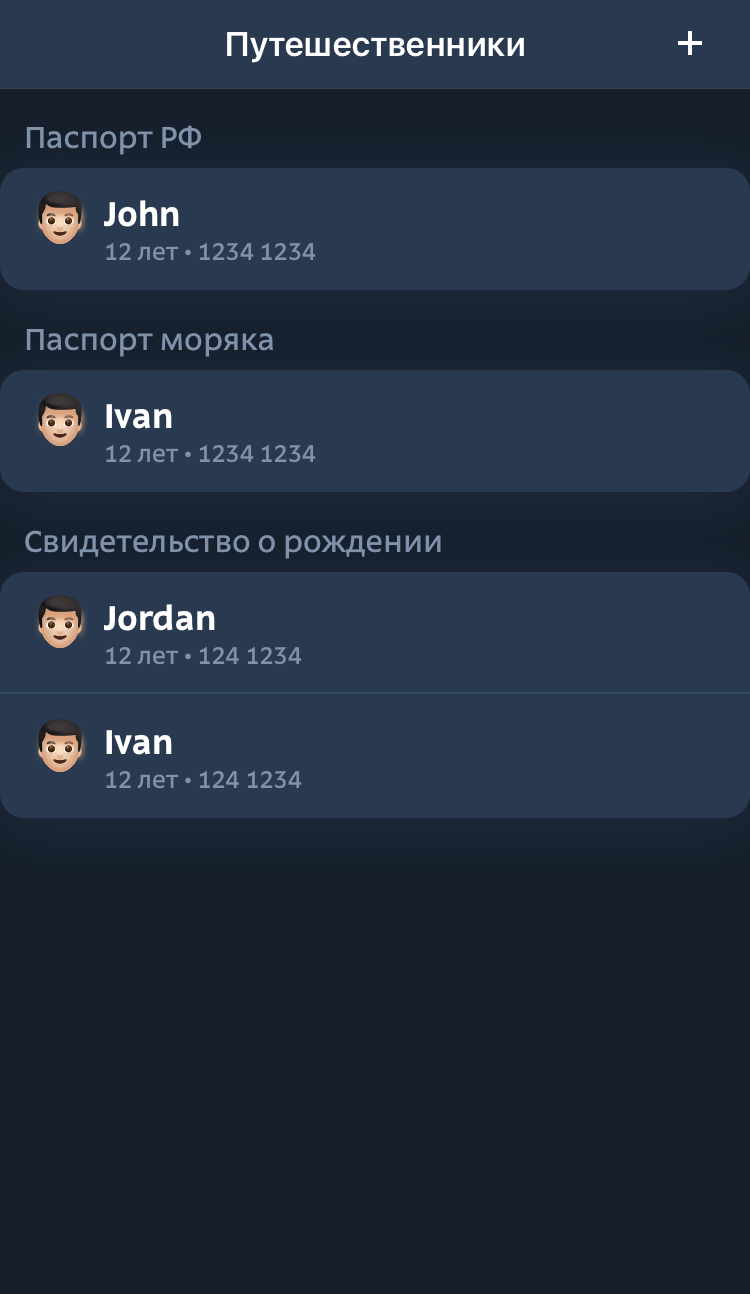 Путешественники +
Паспорт РФ
John
12 лет • 1234 1234
Паспорт моряка
Ivan
12 лет • 1234 1234
Свидетельство о рождении
Jordan
12 лет • 124 1234
Ivan
12 лет • 124 1234